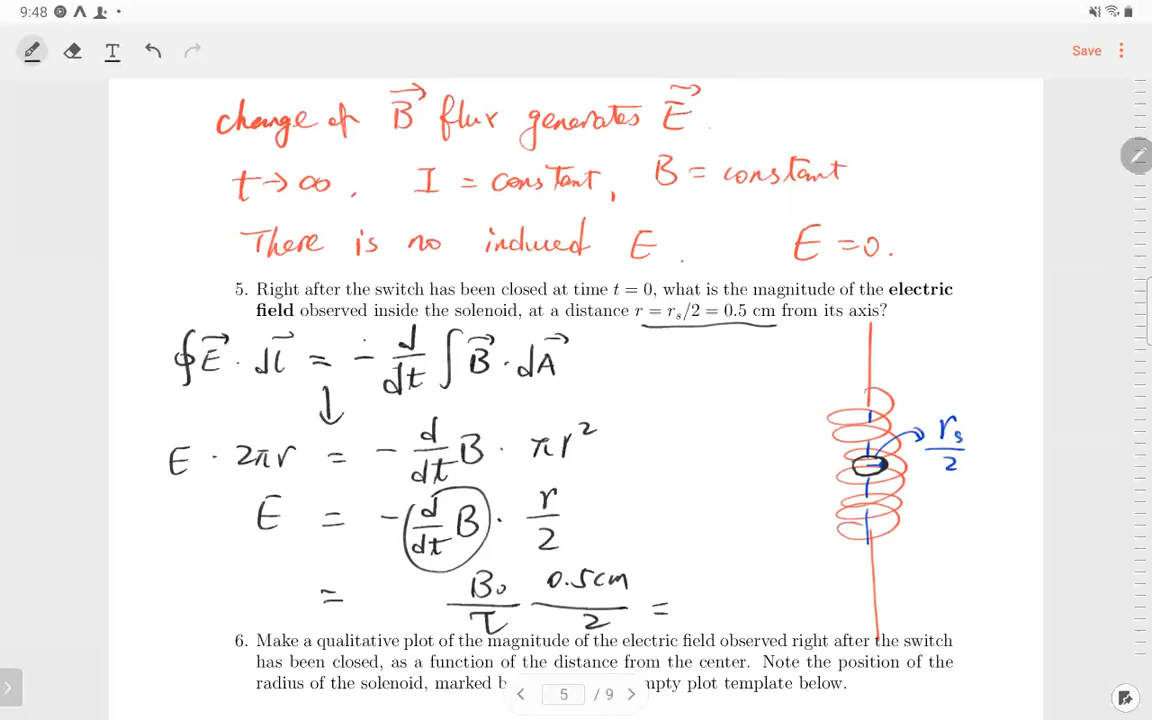 9:48
T
Save
change of B⃗ flux generates E⃗.
t→∞. I = constant, B = constant
There is no induced E. E=0.
5. Right after the switch has been closed at time t = 0, what is the magnitude of the electric
field observed inside the solenoid, at a distance r = rₛ/2 = 0.5 cm from its axis?
∮E⃗ · dl⃗ = - d/dt ∫B⃗ · dA⃗
E · 2πr = - d/dt B · πr²
rₛ/2
E = -(d/dt B) · r/2
= B₀/τ 0.5cm/2 =
6. Make a qualitative plot of the magnitude of the electric field observed right after the switch
has been closed, as a function of the distance from the center. Note the position of the
radius of the solenoid, marked b
mpty plot template below.
5 / 9